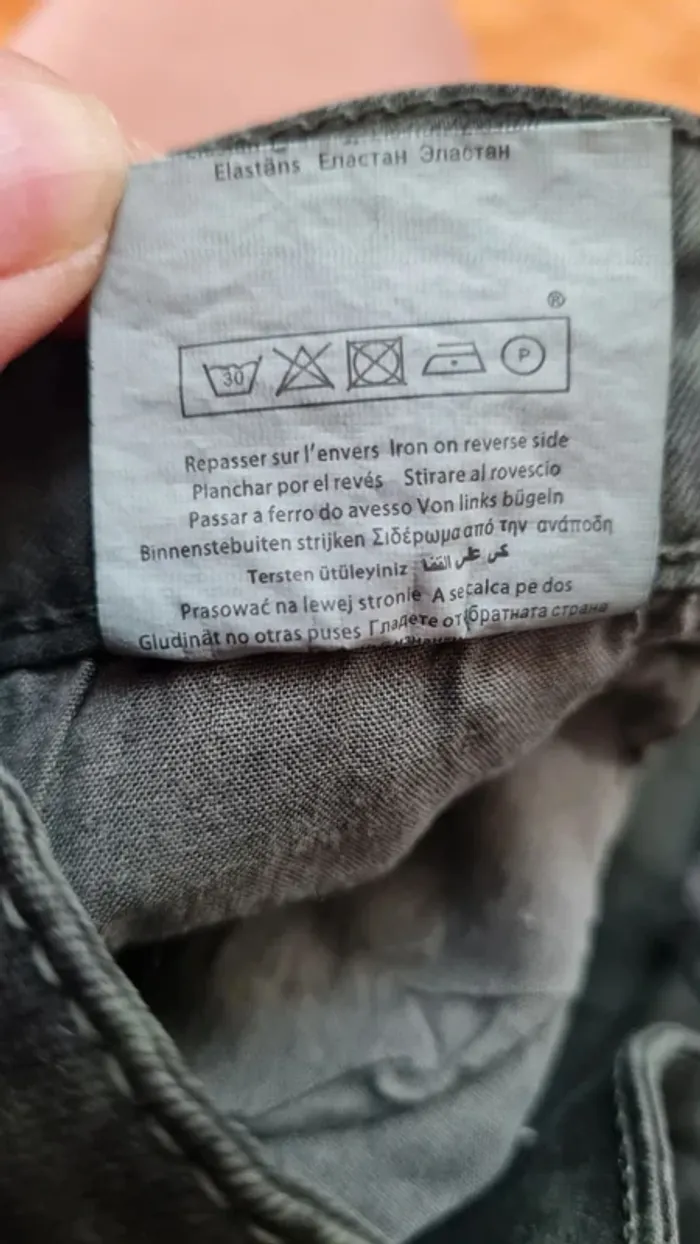 Elastāns Еластан Эластан
®
30 P
Repasser sur l'envers Iron on reverse side
Planchar por el revés Stirare al rovescio
Passar a ferro do avesso Von links bügeln
Binnenstebuiten strijken Σιδέρωμα από την ανάποδη
Tersten ütüleyiniz
Prasować na lewej stronie A se calca pe dos
Gludināt no otras puses Гладете от обратната страна